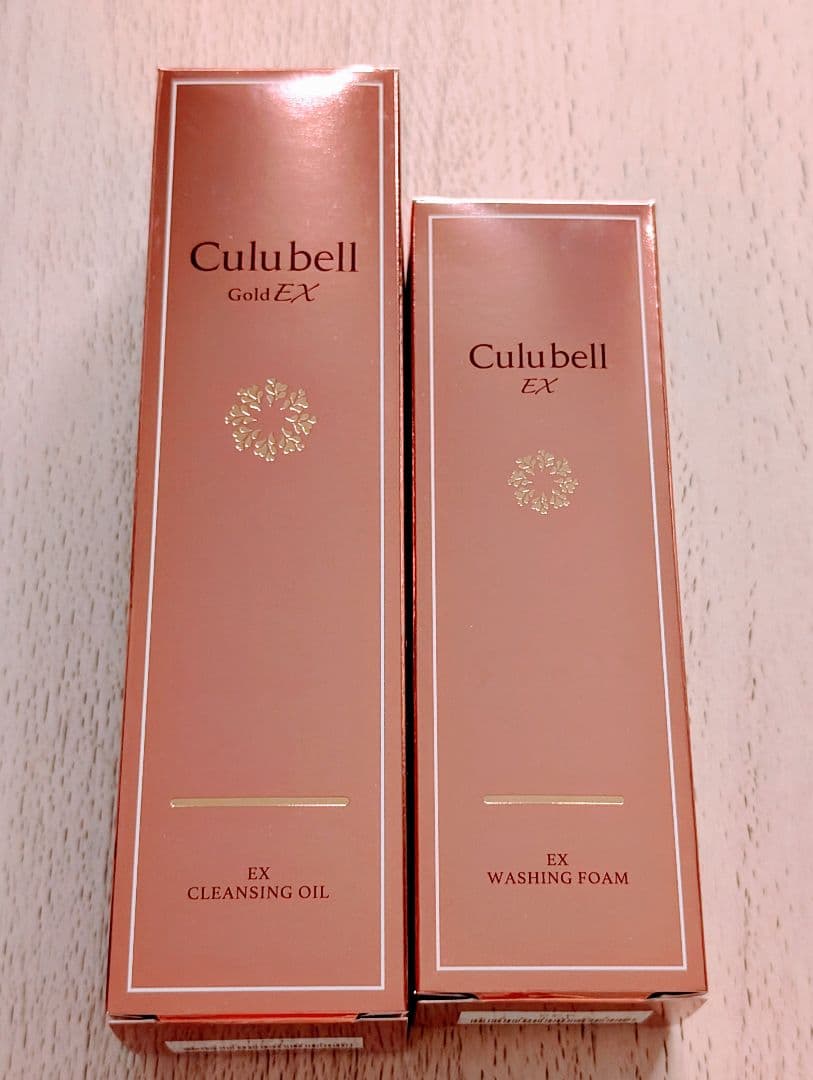 Culubell
Gold EX
EX
CLEANSING OIL
Culubell
EX
EX
WASHING FOAM